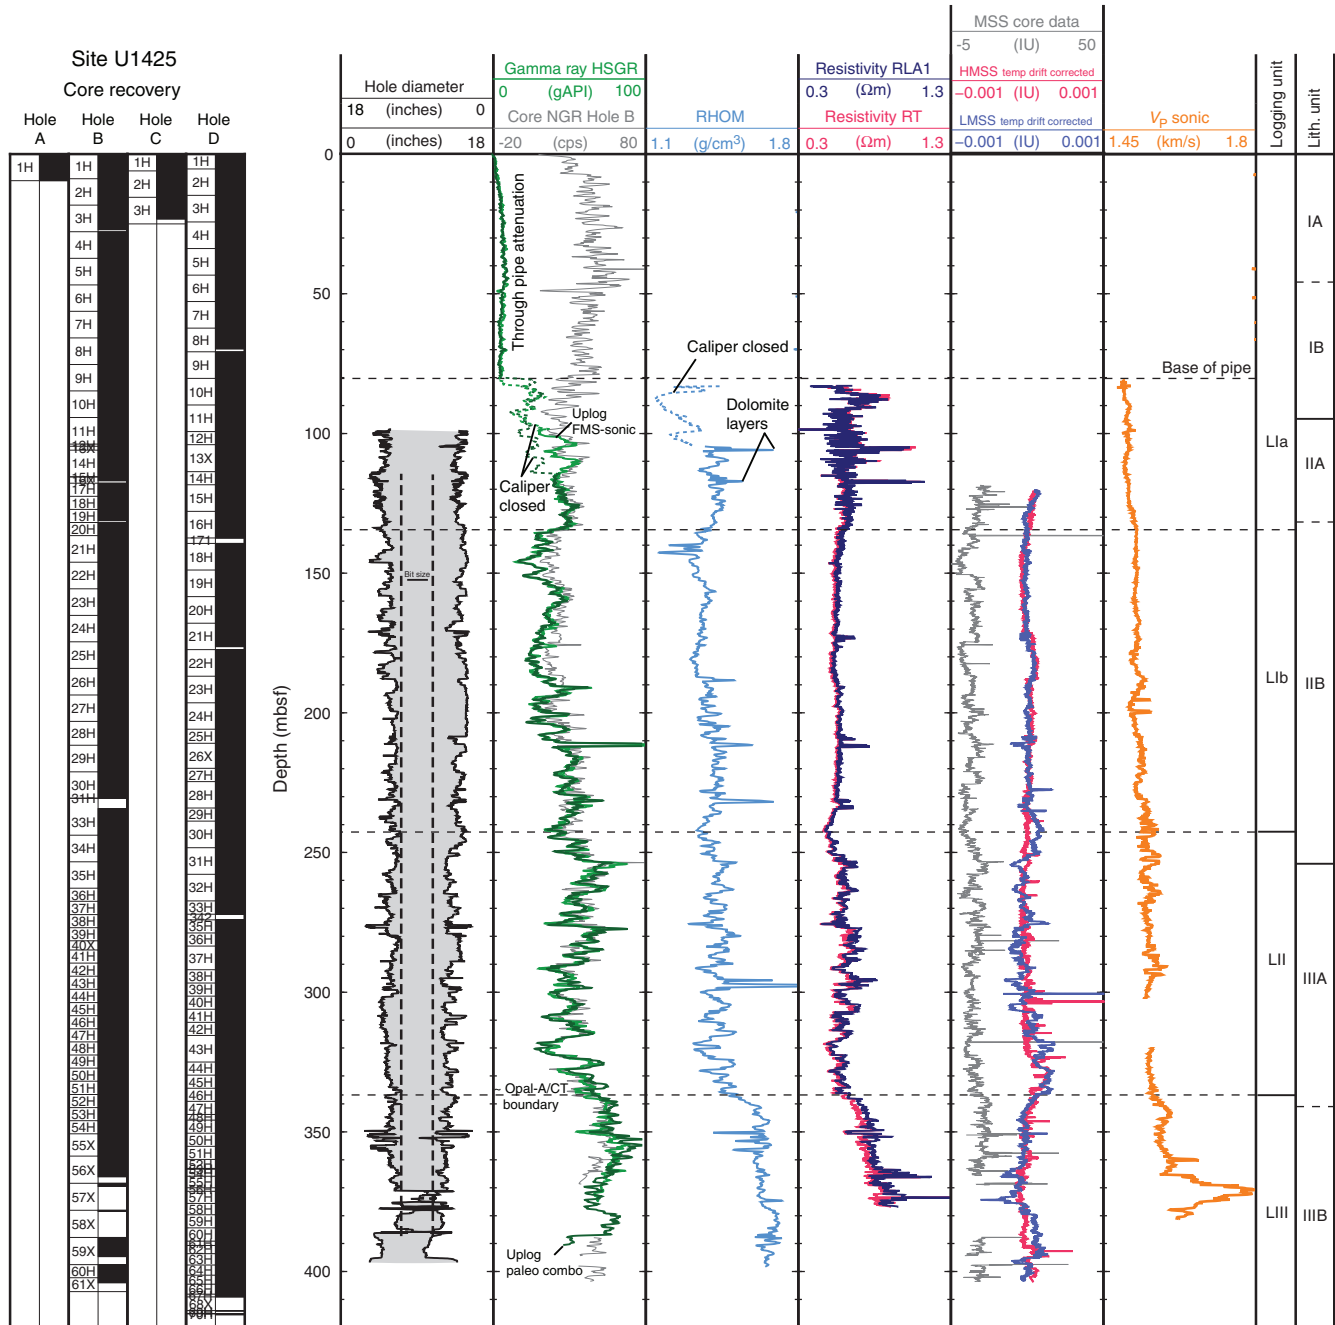 Site U1425
Core recovery
Hole A
Hole B
Hole C
Hole D
1H
1H
2H
3H
4H
5H
6H
7H
8H
9H
10H
11H
14H
17H
18H
19H
20H
21H
22H
23H
24H
25H
26H
27H
28H
29H
30H
31H
33H
34H
35H
36H
37H
38H
39H
40X
41H
42H
43H
44H
45H
46H
47H
48H
49H
50H
51H
52H
53H
54H
55X
56X
57X
58X
59X
60H
61X
1H
2H
3H
1H
2H
3H
4H
5H
6H
7H
8H
9H
10H
11H
12H
13X
14H
15H
16H
171
18H
19H
20H
21H
22H
23H
24H
25H
26X
27H
28H
29H
30H
31H
32H
33H
342
35H
36H
37H
38H
39H
40H
41H
42H
43H
44H
45H
46H
47H
49H
50H
51H
57H
58H
59H
60H
63H
64H
68X
Depth (mbsf)
0
50
100
150
200
250
300
350
400
Hole diameter
18 (inches) 0
0 (inches) 18
Bit size
Gamma ray HSGR
0 (gAPI) 100
Core NGR Hole B
-20 (cps) 80
Through pipe attenuation
Uplog
FMS-sonic
Caliper
closed
~ Opal-A/CT
boundary
Uplog
paleo combo
RHOM
1.1 (g/cm³) 1.8
Caliper closed
Dolomite
layers
Resistivity RLA1
0.3 (Ωm) 1.3
Resistivity RT
0.3 (Ωm) 1.3
MSS core data
-5 (IU) 50
HMSS temp drift corrected
−0.001 (IU) 0.001
LMSS temp drift corrected
−0.001 (IU) 0.001
VP sonic
1.45 (km/s) 1.8
Base of pipe
Logging unit
LIa
LIb
LII
LIII
Lith. unit
IA
IB
IIA
IIB
IIIA
IIIB